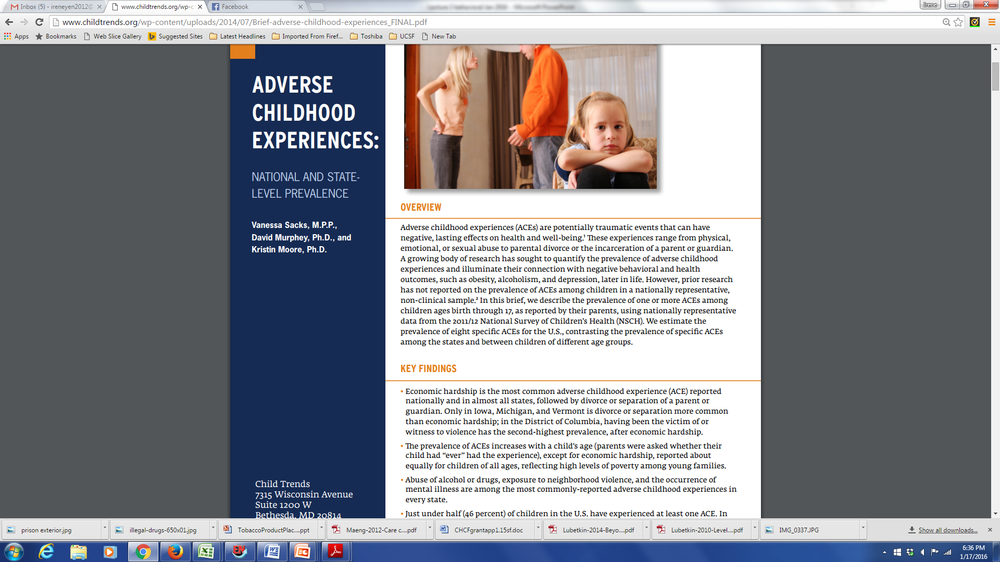 Inbox (5) - ireneyen2012@
www.childtrends.org/wp-c
Facebook
Irene
www.childtrends.org/wp-content/uploads/2014/07/Brief-adverse-childhood-experiences_FINAL.pdf
Apps
Bookmarks
Web Slice Gallery
Suggested Sites
Latest Headlines
Imported From Firef...
Toshiba
UCSF
New Tab
ADVERSE
CHILDHOOD
EXPERIENCES:
NATIONAL AND STATE-
LEVEL PREVALENCE
Vanessa Sacks, M.P.P.,
David Murphey, Ph.D., and
Kristin Moore, Ph.D.
Child Trends
7315 Wisconsin Avenue
Suite 1200 W
Bethesda, MD 20814
OVERVIEW
Adverse childhood experiences (ACEs) are potentially traumatic events that can have
negative, lasting effects on health and well-being.¹ These experiences range from physical,
emotional, or sexual abuse to parental divorce or the incarceration of a parent or guardian.
A growing body of research has sought to quantify the prevalence of adverse childhood
experiences and illuminate their connection with negative behavioral and health
outcomes, such as obesity, alcoholism, and depression, later in life. However, prior research
has not reported on the prevalence of ACEs among children in a nationally representative,
non-clinical sample.² In this brief, we describe the prevalence of one or more ACEs among
children ages birth through 17, as reported by their parents, using nationally representative
data from the 2011/12 National Survey of Children's Health (NSCH). We estimate the
prevalence of eight specific ACEs for the U.S., contrasting the prevalence of specific ACEs
among the states and between children of different age groups.
KEY FINDINGS
• Economic hardship is the most common adverse childhood experience (ACE) reported
nationally and in almost all states, followed by divorce or separation of a parent or
guardian. Only in Iowa, Michigan, and Vermont is divorce or separation more common
than economic hardship; in the District of Columbia, having been the victim of or
witness to violence has the second-highest prevalence, after economic hardship.
• The prevalence of ACEs increases with a child's age (parents were asked whether their
child had “ever” had the experience), except for economic hardship, reported about
equally for children of all ages, reflecting high levels of poverty among young families.
• Abuse of alcohol or drugs, exposure to neighborhood violence, and the occurrence of
mental illness are among the most commonly-reported adverse childhood experiences in
every state.
• Just under half (46 percent) of children in the U.S. have experienced at least one ACE. In
prison exterior.jpg
illegal-drugs-650x01.jpg
TobaccoProductPlac....ppt
Maeng-2012-Care c....pdf
CHCFgrantapp1.15sf.doc
Lubetkin-2014-Beyo....pdf
Lubetkin-2010-Level....pdf
IMG_0337.JPG
Show all downloads...
6:36 PM
1/17/2016